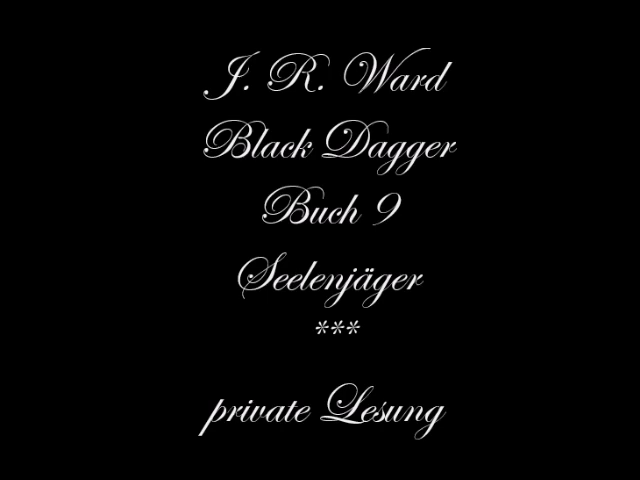 J. R. Ward
Black Dagger
Buch 9
Seelenjäger
***
private Lesung